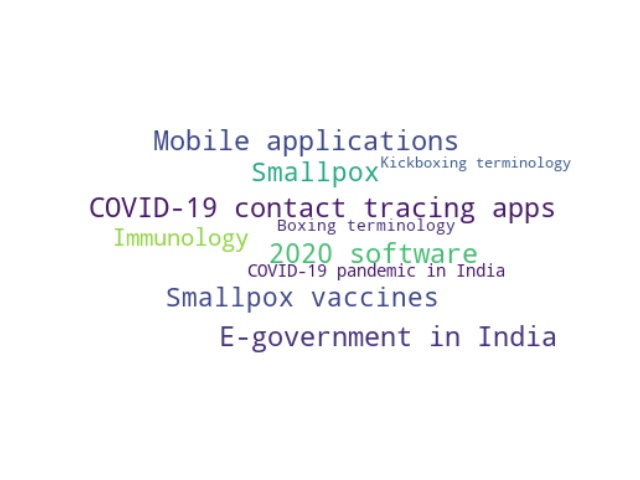 Mobile applications
Kickboxing terminology
Smallpox
COVID-19 contact tracing apps
Boxing terminology
Immunology
2020 software
COVID-19 pandemic in India
Smallpox vaccines
E-government in India